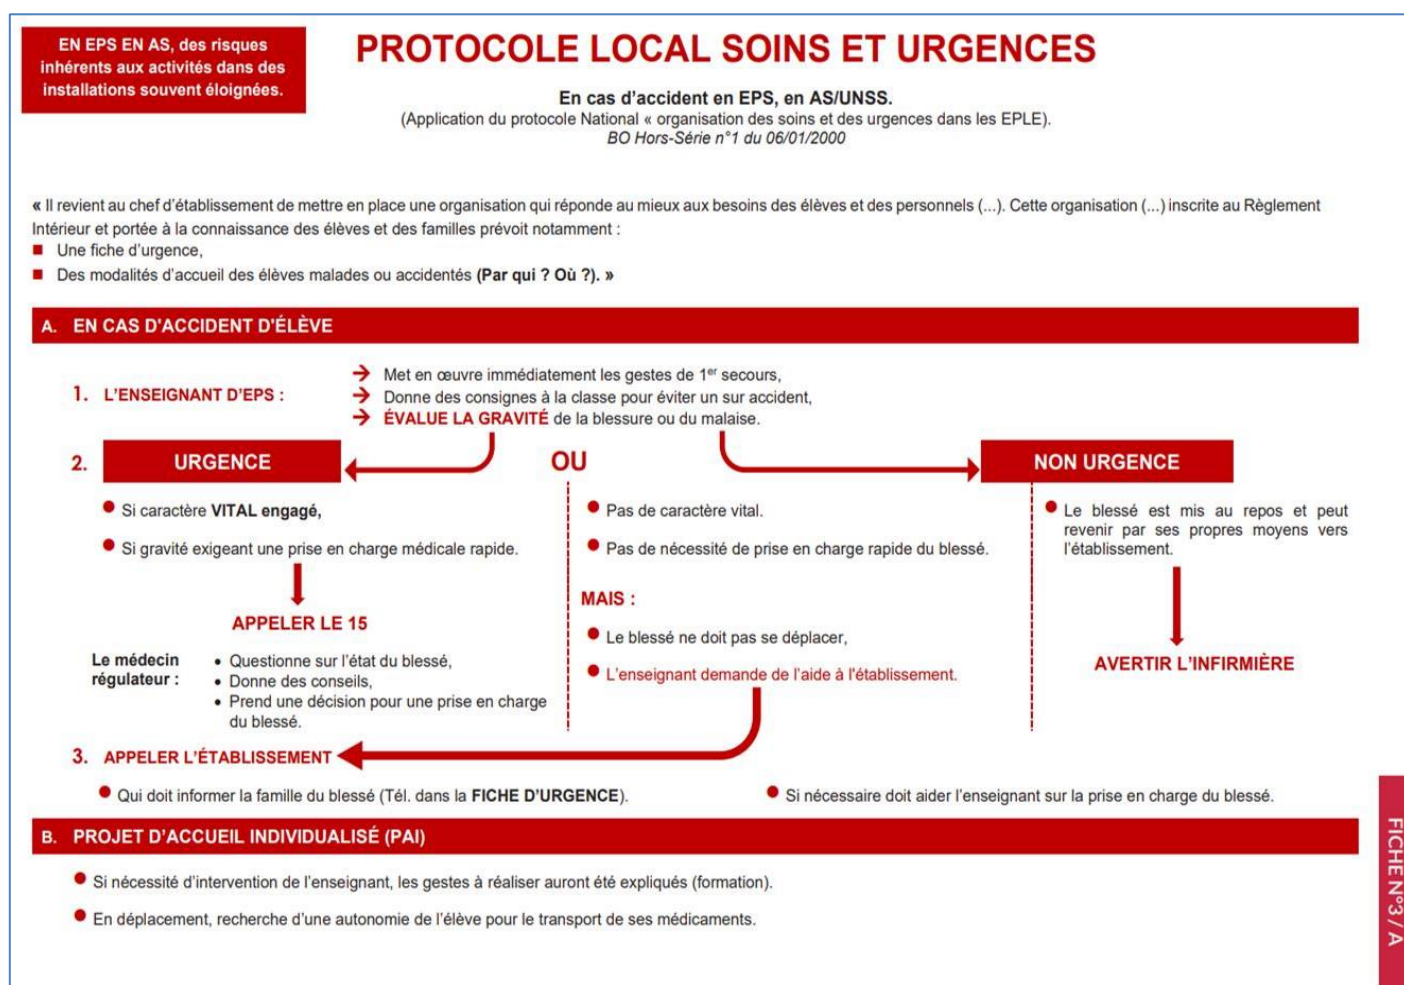 EN EPS EN AS, des risques
inhérents aux activités dans des
installations souvent éloignées.
PROTOCOLE LOCAL SOINS ET URGENCES
En cas d'accident en EPS, en AS/UNSS.
(Application du protocole National « organisation des soins et des urgences dans les EPLE).
BO Hors-Série n°1 du 06/01/2000
« Il revient au chef d'établissement de mettre en place une organisation qui réponde au mieux aux besoins des élèves et des personnels (...). Cette organisation (...) inscrite au Règlement
Intérieur et portée à la connaissance des élèves et des familles prévoit notamment :
■ Une fiche d'urgence,
■ Des modalités d'accueil des élèves malades ou accidentés (Par qui ? Où ?). »
A. EN CAS D'ACCIDENT D'ÉLÈVE
1. L'ENSEIGNANT D'EPS :
→ Met en œuvre immédiatement les gestes de 1er secours,
→ Donne des consignes à la classe pour éviter un sur accident,
→ ÉVALUE LA GRAVITÉ de la blessure ou du malaise.
2. URGENCE
OU
NON URGENCE
● Si caractère VITAL engagé,
● Si gravité exigeant une prise en charge médicale rapide.
APPELER LE 15
Le médecin
régulateur :
• Questionne sur l'état du blessé,
• Donne des conseils,
• Prend une décision pour une prise en charge
du blessé.
● Pas de caractère vital.
● Pas de nécessité de prise en charge rapide du blessé.
MAIS :
● Le blessé ne doit pas se déplacer,
● L'enseignant demande de l'aide à l'établissement.
● Le blessé est mis au repos et peut
revenir par ses propres moyens vers
l'établissement.
AVERTIR L'INFIRMIÈRE
3. APPELER L'ÉTABLISSEMENT
● Qui doit informer la famille du blessé (Tél. dans la FICHE D'URGENCE).
● Si nécessaire doit aider l'enseignant sur la prise en charge du blessé.
B. PROJET D'ACCUEIL INDIVIDUALISÉ (PAI)
● Si nécessité d'intervention de l'enseignant, les gestes à réaliser auront été expliqués (formation).
● En déplacement, recherche d'une autonomie de l'élève pour le transport de ses médicaments.
FICHE N°3 / A